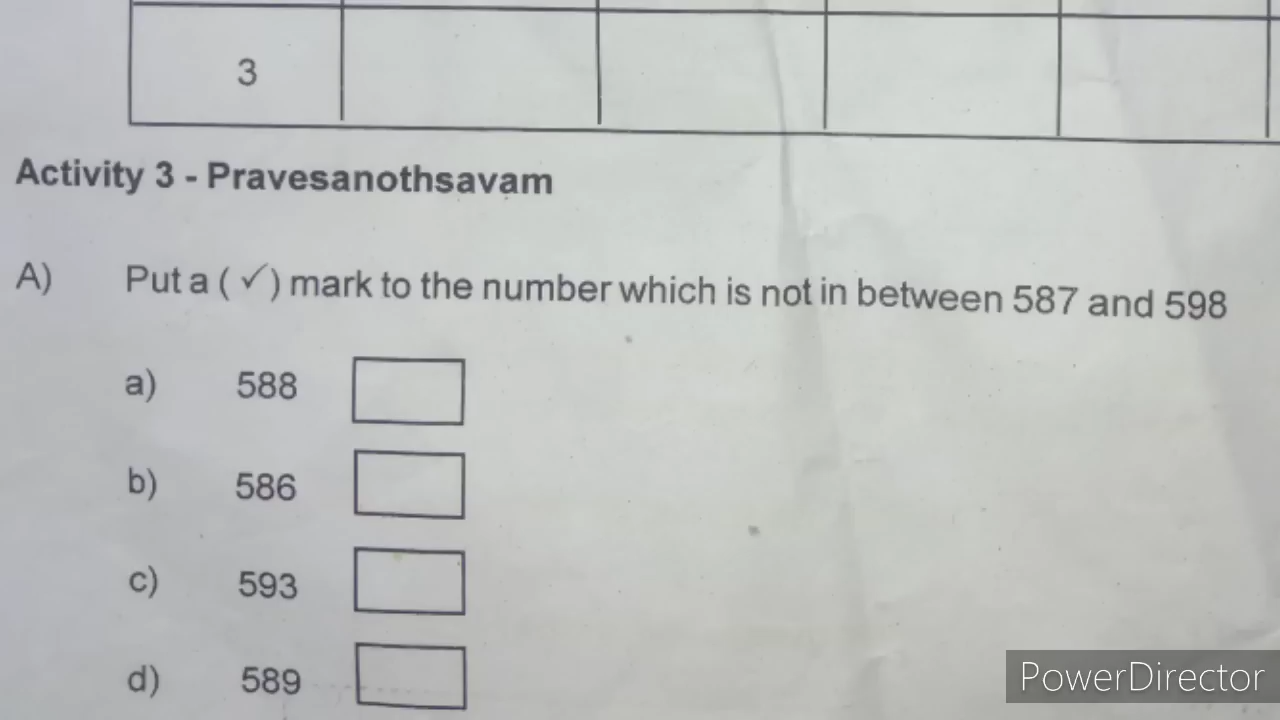 3
Activity 3 - Pravesanothsavam
A) Put a ( ✓ ) mark to the number which is not in between 587 and 598
a) 588
b) 586
c) 593
d) 589
PowerDirector